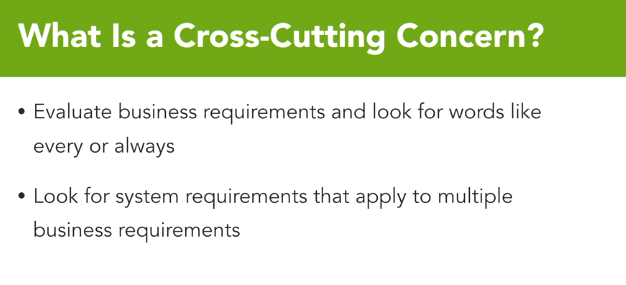 What Is a Cross-Cutting Concern?
• Evaluate business requirements and look for words like
every or always
• Look for system requirements that apply to multiple
business requirements